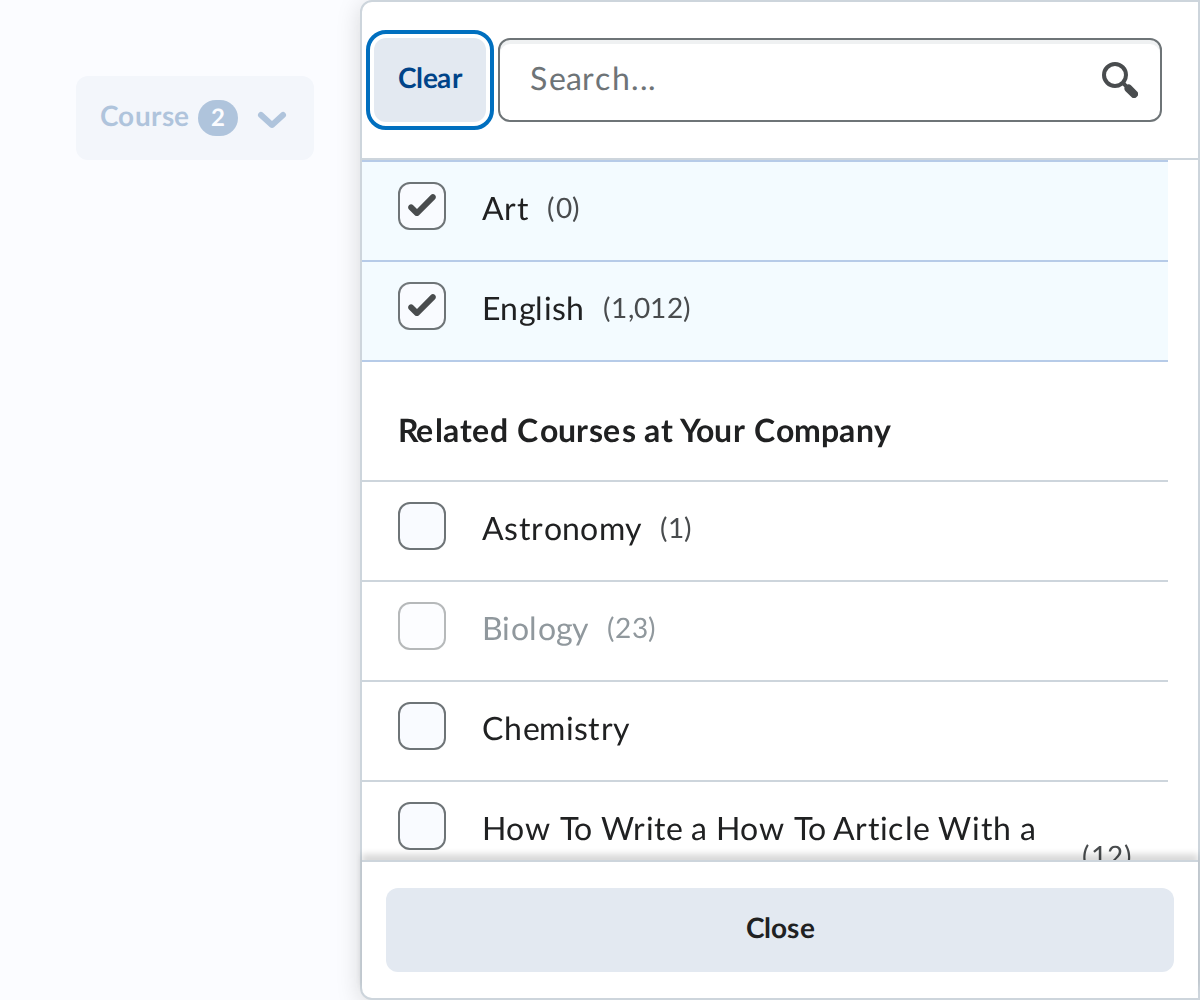 Course 2
Clear
Search...
Art (0)
English (1,012)
Related Courses at Your Company
Astronomy (1)
Biology (23)
Chemistry
How To Write a How To Article With a
(12)
Close